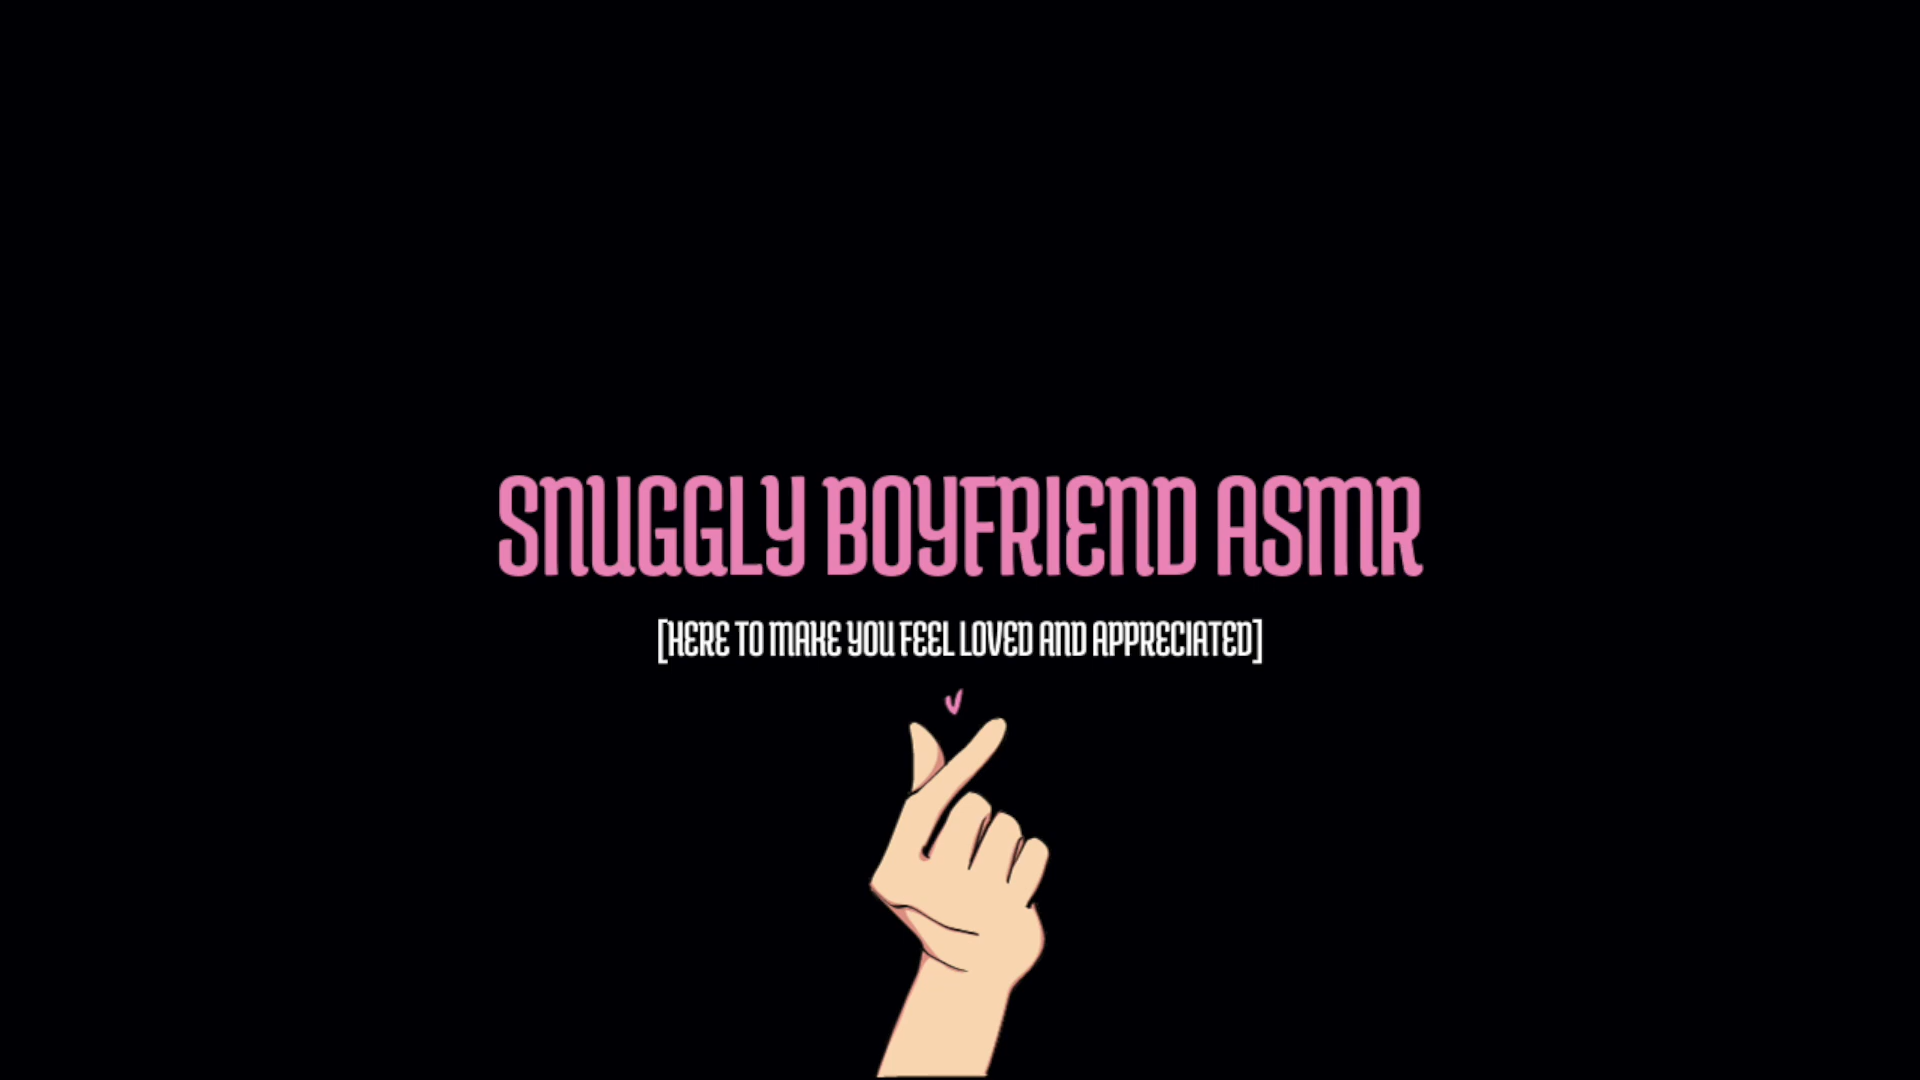 SNUGGLY BOYFRIEND ASMR
[HERE TO MAKE YOU FEEL LOVED AND APPRECIATED]